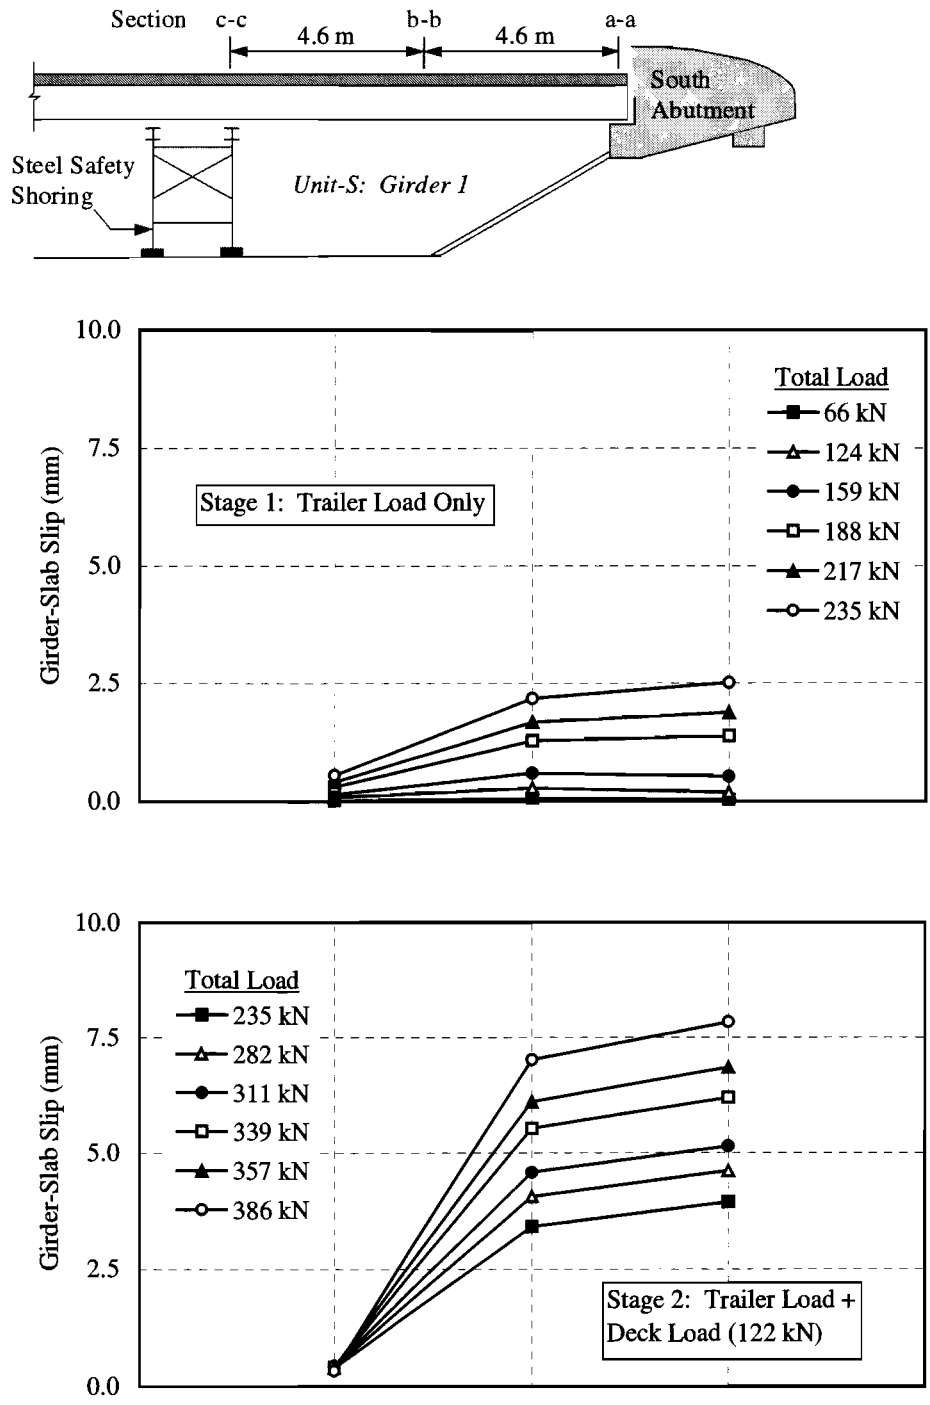 Section c-c b-b a-a
4.6 m 4.6 m
South
Abutment
Steel Safety
Shoring
Unit-S: Girder 1
10.0
7.5
5.0
2.5
0.0
Girder-Slab Slip (mm)
Stage 1: Trailer Load Only
Total Load
66 kN
124 kN
159 kN
188 kN
217 kN
235 kN
10.0
7.5
5.0
2.5
0.0
Girder-Slab Slip (mm)
Total Load
235 kN
282 kN
311 kN
339 kN
357 kN
386 kN
Stage 2: Trailer Load +
Deck Load (122 kN)